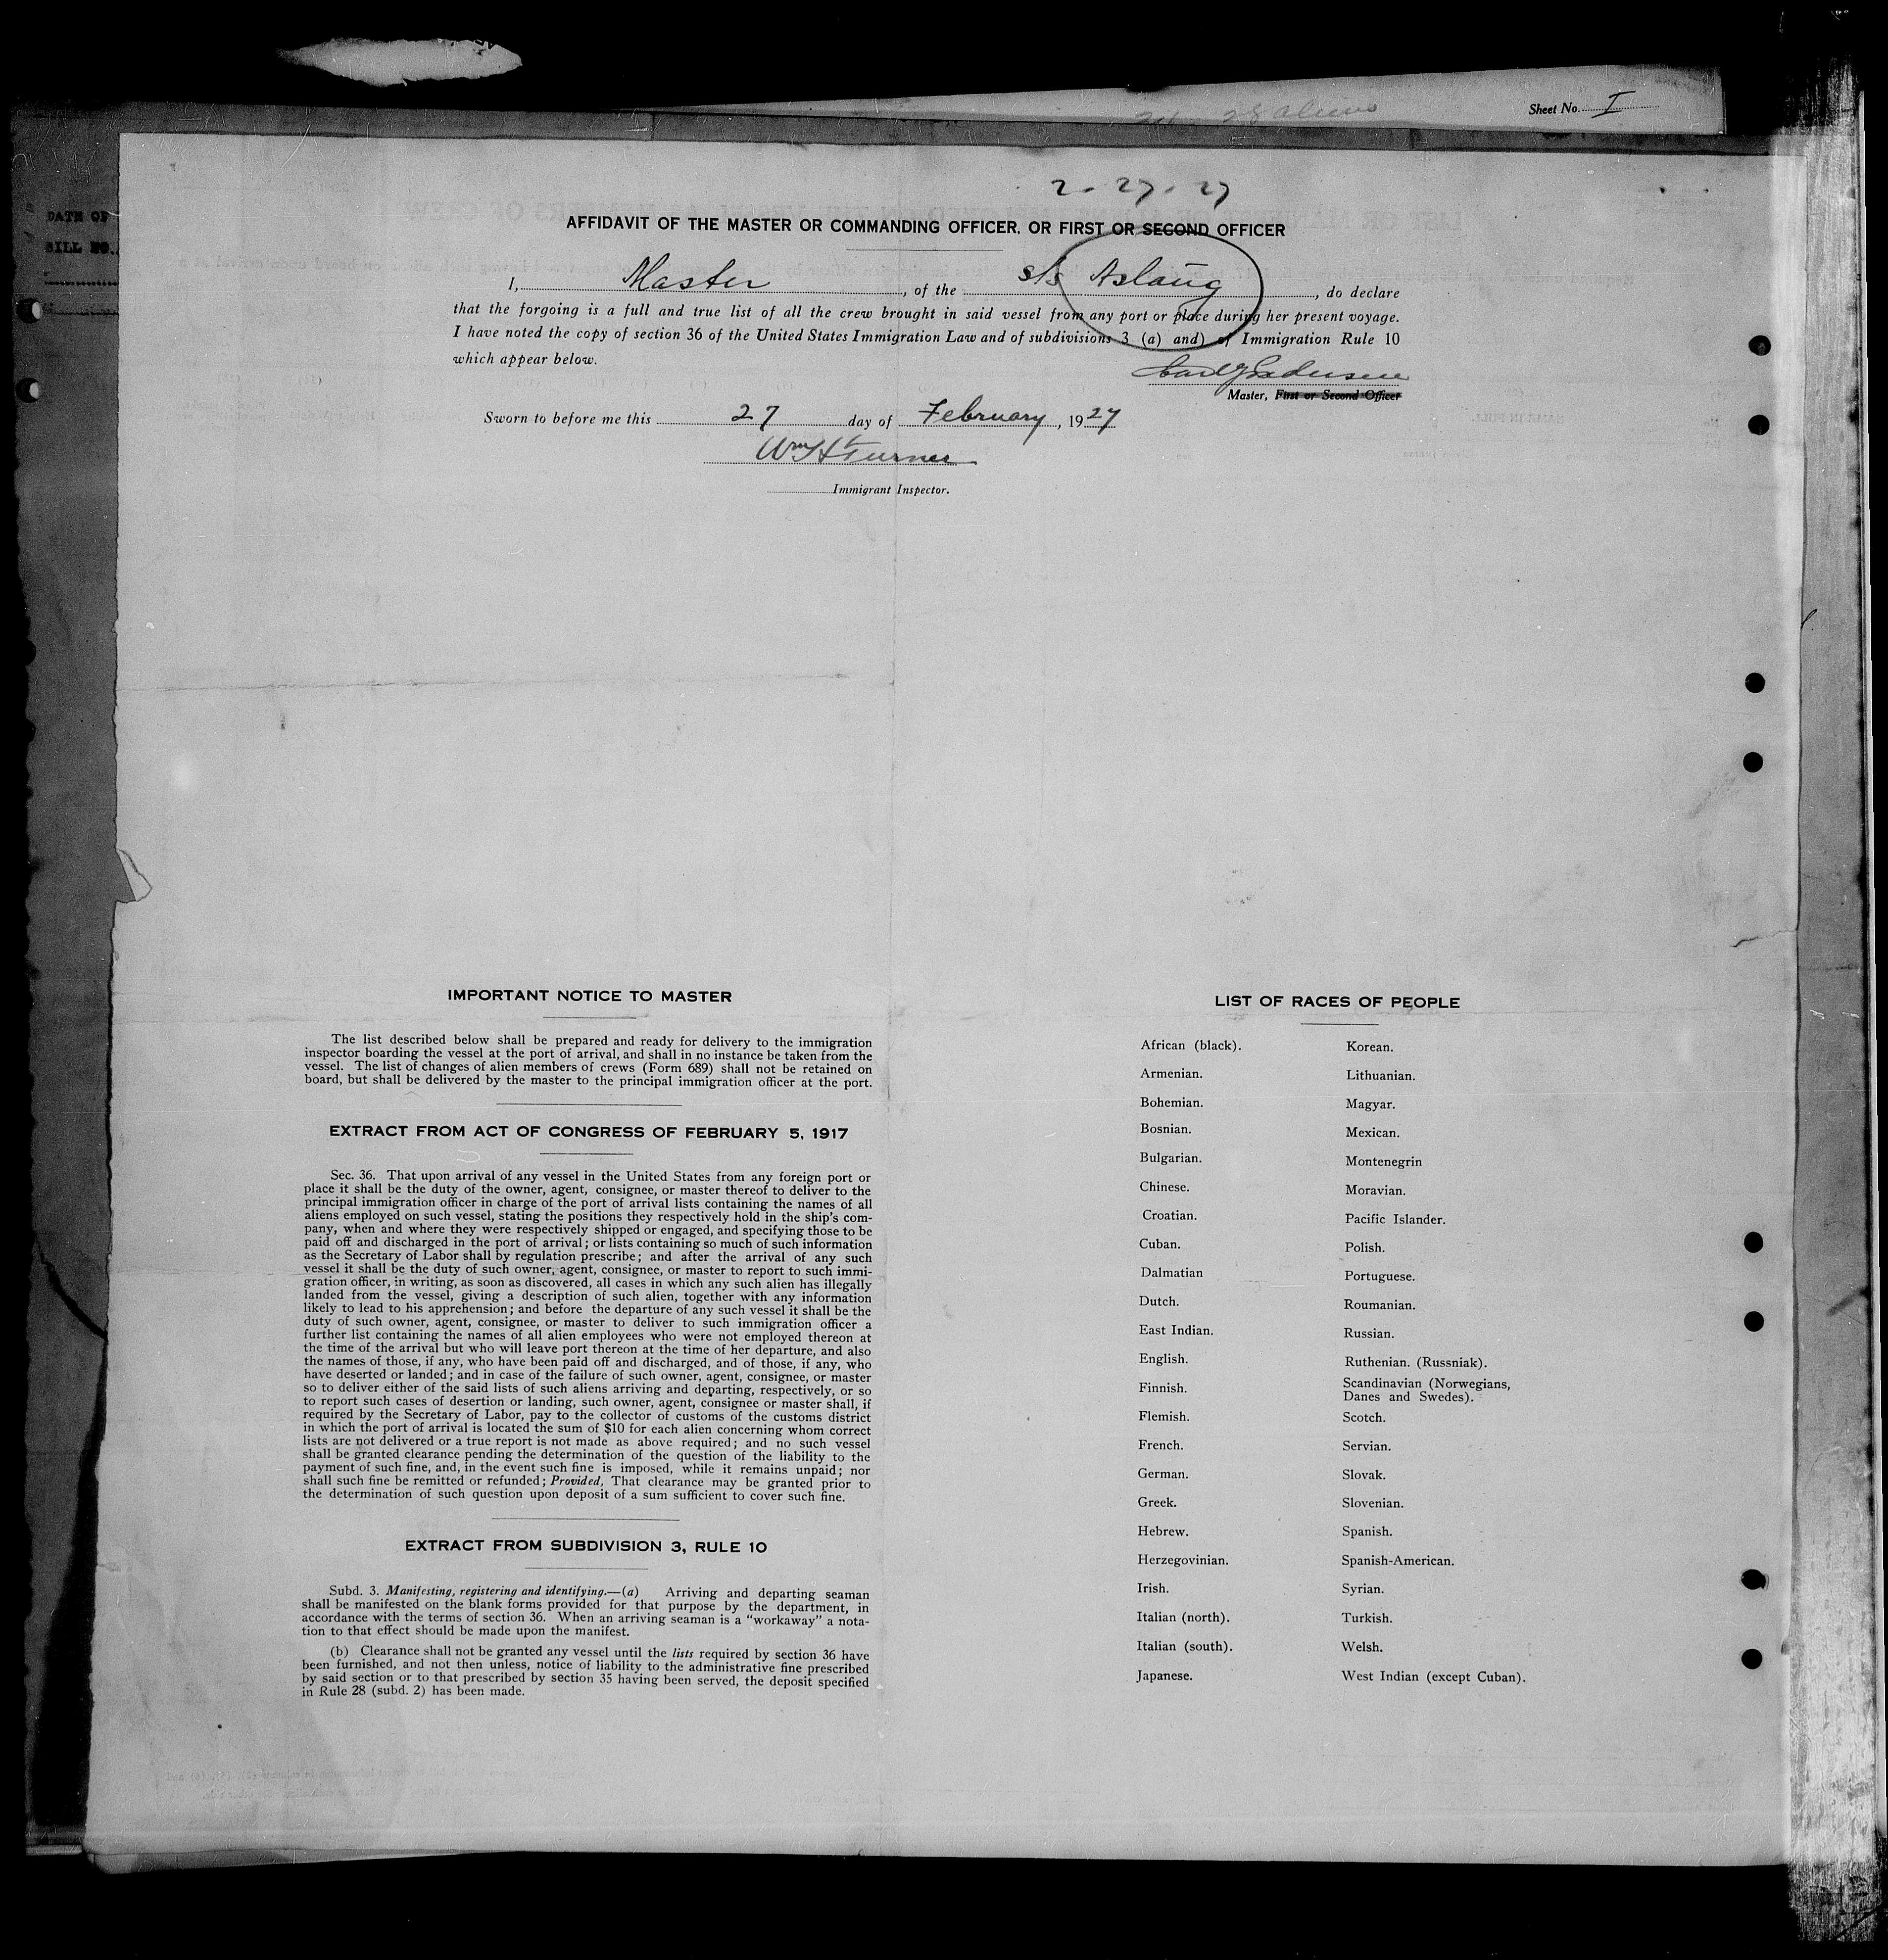 Sheet No. I
28 aliens
DATE OF
BILL NO.
2-27-27
AFFIDAVIT OF THE MASTER OR COMMANDING OFFICER, OR FIRST OR SECOND OFFICER
I, Master, of the s/s Aslaug, do declare
that the forgoing is a full and true list of all the crew brought in said vessel from any port or place during her present voyage.
I have noted the copy of section 36 of the United States Immigration Law and of subdivisions 3 (a) and) of Immigration Rule 10
which appear below.
Master, First or Second Officer
Sworn to before me this 27 day of February, 1927
Wm H Turner
Immigrant Inspector.
IMPORTANT NOTICE TO MASTER
The list described below shall be prepared and ready for delivery to the immigration
inspector boarding the vessel at the port of arrival, and shall in no instance be taken from the
vessel. The list of changes of alien members of crews (Form 689) shall not be retained on
board, but shall be delivered by the master to the principal immigration officer at the port.
EXTRACT FROM ACT OF CONGRESS OF FEBRUARY 5, 1917
Sec. 36. That upon arrival of any vessel in the United States from any foreign port or
place it shall be the duty of the owner, agent, consignee, or master thereof to deliver to the
principal immigration officer in charge of the port of arrival lists containing the names of all
aliens employed on such vessel, stating the positions they respectively hold in the ship's com-
pany, when and where they were respectively shipped or engaged, and specifying those to be
paid off and discharged in the port of arrival; or lists containing so much of such information
as the Secretary of Labor shall by regulation prescribe; and after the arrival of any such
vessel it shall be the duty of such owner, agent, consignee, or master to report to such immi-
gration officer, in writing, as soon as discovered, all cases in which any such alien has illegally
landed from the vessel, giving a description of such alien, together with any information
likely to lead to his apprehension; and before the departure of any such vessel it shall be the
duty of such owner, agent, consignee, or master to deliver to such immigration officer a
further list containing the names of all alien employees who were not employed thereon at
the time of the arrival but who will leave port thereon at the time of her departure, and also
the names of those, if any, who have been paid off and discharged, and of those, if any, who
have deserted or landed; and in case of the failure of such owner, agent, consignee, or master
so to deliver either of the said lists of such aliens arriving and departing, respectively, or so
to report such cases of desertion or landing, such owner, agent, consignee or master shall, if
required by the Secretary of Labor, pay to the collector of customs of the customs district
in which the port of arrival is located the sum of $10 for each alien concerning whom correct
lists are not delivered or a true report is not made as above required; and no such vessel
shall be granted clearance pending the determination of the question of the liability to the
payment of such fine, and, in the event such fine is imposed, while it remains unpaid; nor
shall such fine be remitted or refunded; Provided, That clearance may be granted prior to
the determination of such question upon deposit of a sum sufficient to cover such fine.
EXTRACT FROM SUBDIVISION 3, RULE 10
Subd. 3. Manifesting, registering and identifying.—(a) Arriving and departing seaman
shall be manifested on the blank forms provided for that purpose by the department, in
accordance with the terms of section 36. When an arriving seaman is a "workaway" a nota-
tion to that effect should be made upon the manifest.
(b) Clearance shall not be granted any vessel until the lists required by section 36 have
been furnished, and not then unless, notice of liability to the administrative fine prescribed
by said section or to that prescribed by section 35 having been served, the deposit specified
in Rule 28 (subd. 2) has been made.
LIST OF RACES OF PEOPLE
African (black).
Armenian.
Bohemian.
Bosnian.
Bulgarian.
Chinese.
Croatian.
Cuban.
Dalmatian
Dutch.
East Indian.
English.
Finnish.
Flemish.
French.
German.
Greek.
Hebrew.
Herzegovinian.
Irish.
Italian (north).
Italian (south).
Japanese.
Korean.
Lithuanian.
Magyar.
Mexican.
Montenegrin
Moravian.
Pacific Islander.
Polish.
Portuguese.
Roumanian.
Russian.
Ruthenian. (Russniak).
Scandinavian (Norwegians,
Danes and Swedes).
Scotch.
Servian.
Slovak.
Slovenian.
Spanish.
Spanish-American.
Syrian.
Turkish.
Welsh.
West Indian (except Cuban).